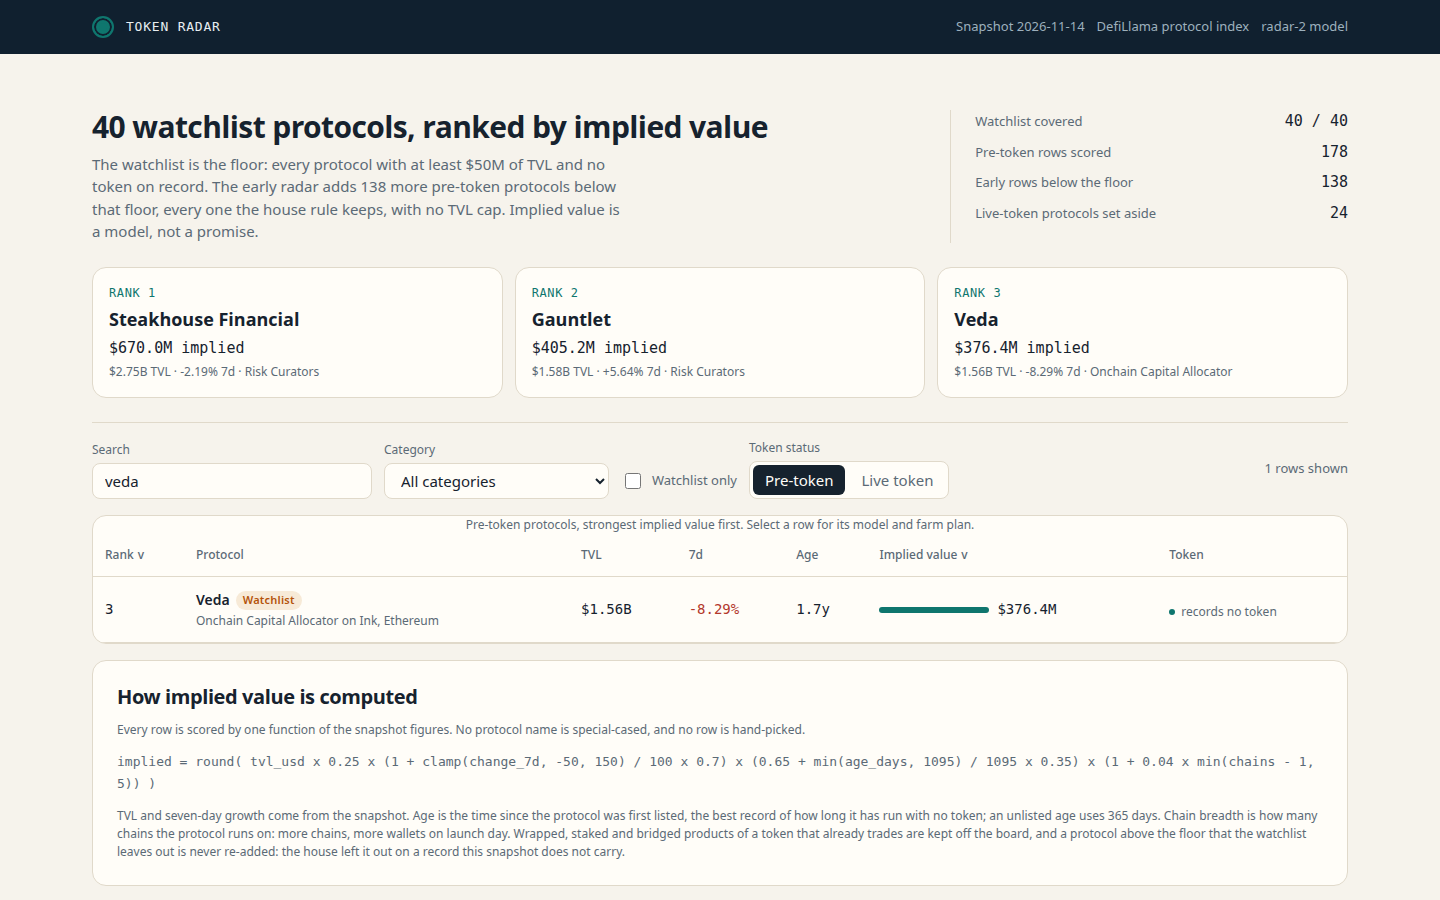 TOKEN RADAR
Snapshot 2026-11-14 DefiLlama protocol index radar-2 model
40 watchlist protocols, ranked by implied value
The watchlist is the floor: every protocol with at least $50M of TVL and no
token on record. The early radar adds 138 more pre-token protocols below
that floor, every one the house rule keeps, with no TVL cap. Implied value is
a model, not a promise.
Watchlist covered 40 / 40
Pre-token rows scored 178
Early rows below the floor 138
Live-token protocols set aside 24
RANK 1
Steakhouse Financial
$670.0M implied
$2.75B TVL · -2.19% 7d · Risk Curators
RANK 2
Gauntlet
$405.2M implied
$1.58B TVL · +5.64% 7d · Risk Curators
RANK 3
Veda
$376.4M implied
$1.56B TVL · -8.29% 7d · Onchain Capital Allocator
Search
veda
Category
All categories
Watchlist only
Token status
Pre-token Live token
1 rows shown
Pre-token protocols, strongest implied value first. Select a row for its model and farm plan.
Rank v Protocol TVL 7d Age Implied value v Token
3 Veda Watchlist $1.56B -8.29% 1.7y $376.4M records no token
Onchain Capital Allocator on Ink, Ethereum
How implied value is computed
Every row is scored by one function of the snapshot figures. No protocol name is special-cased, and no row is hand-picked.
implied = round( tvl_usd x 0.25 x (1 + clamp(change_7d, -50, 150) / 100 x 0.7) x (0.65 + min(age_days, 1095) / 1095 x 0.35) x (1 + 0.04 x min(chains - 1,
5)) )
TVL and seven-day growth come from the snapshot. Age is the time since the protocol was first listed, the best record of how long it has run with no token; an unlisted age uses 365 days. Chain breadth is how many
chains the protocol runs on: more chains, more wallets on launch day. Wrapped, staked and bridged products of a token that already trades are kept off the board, and a protocol above the floor that the watchlist
leaves out is never re-added: the house left it out on a record this snapshot does not carry.